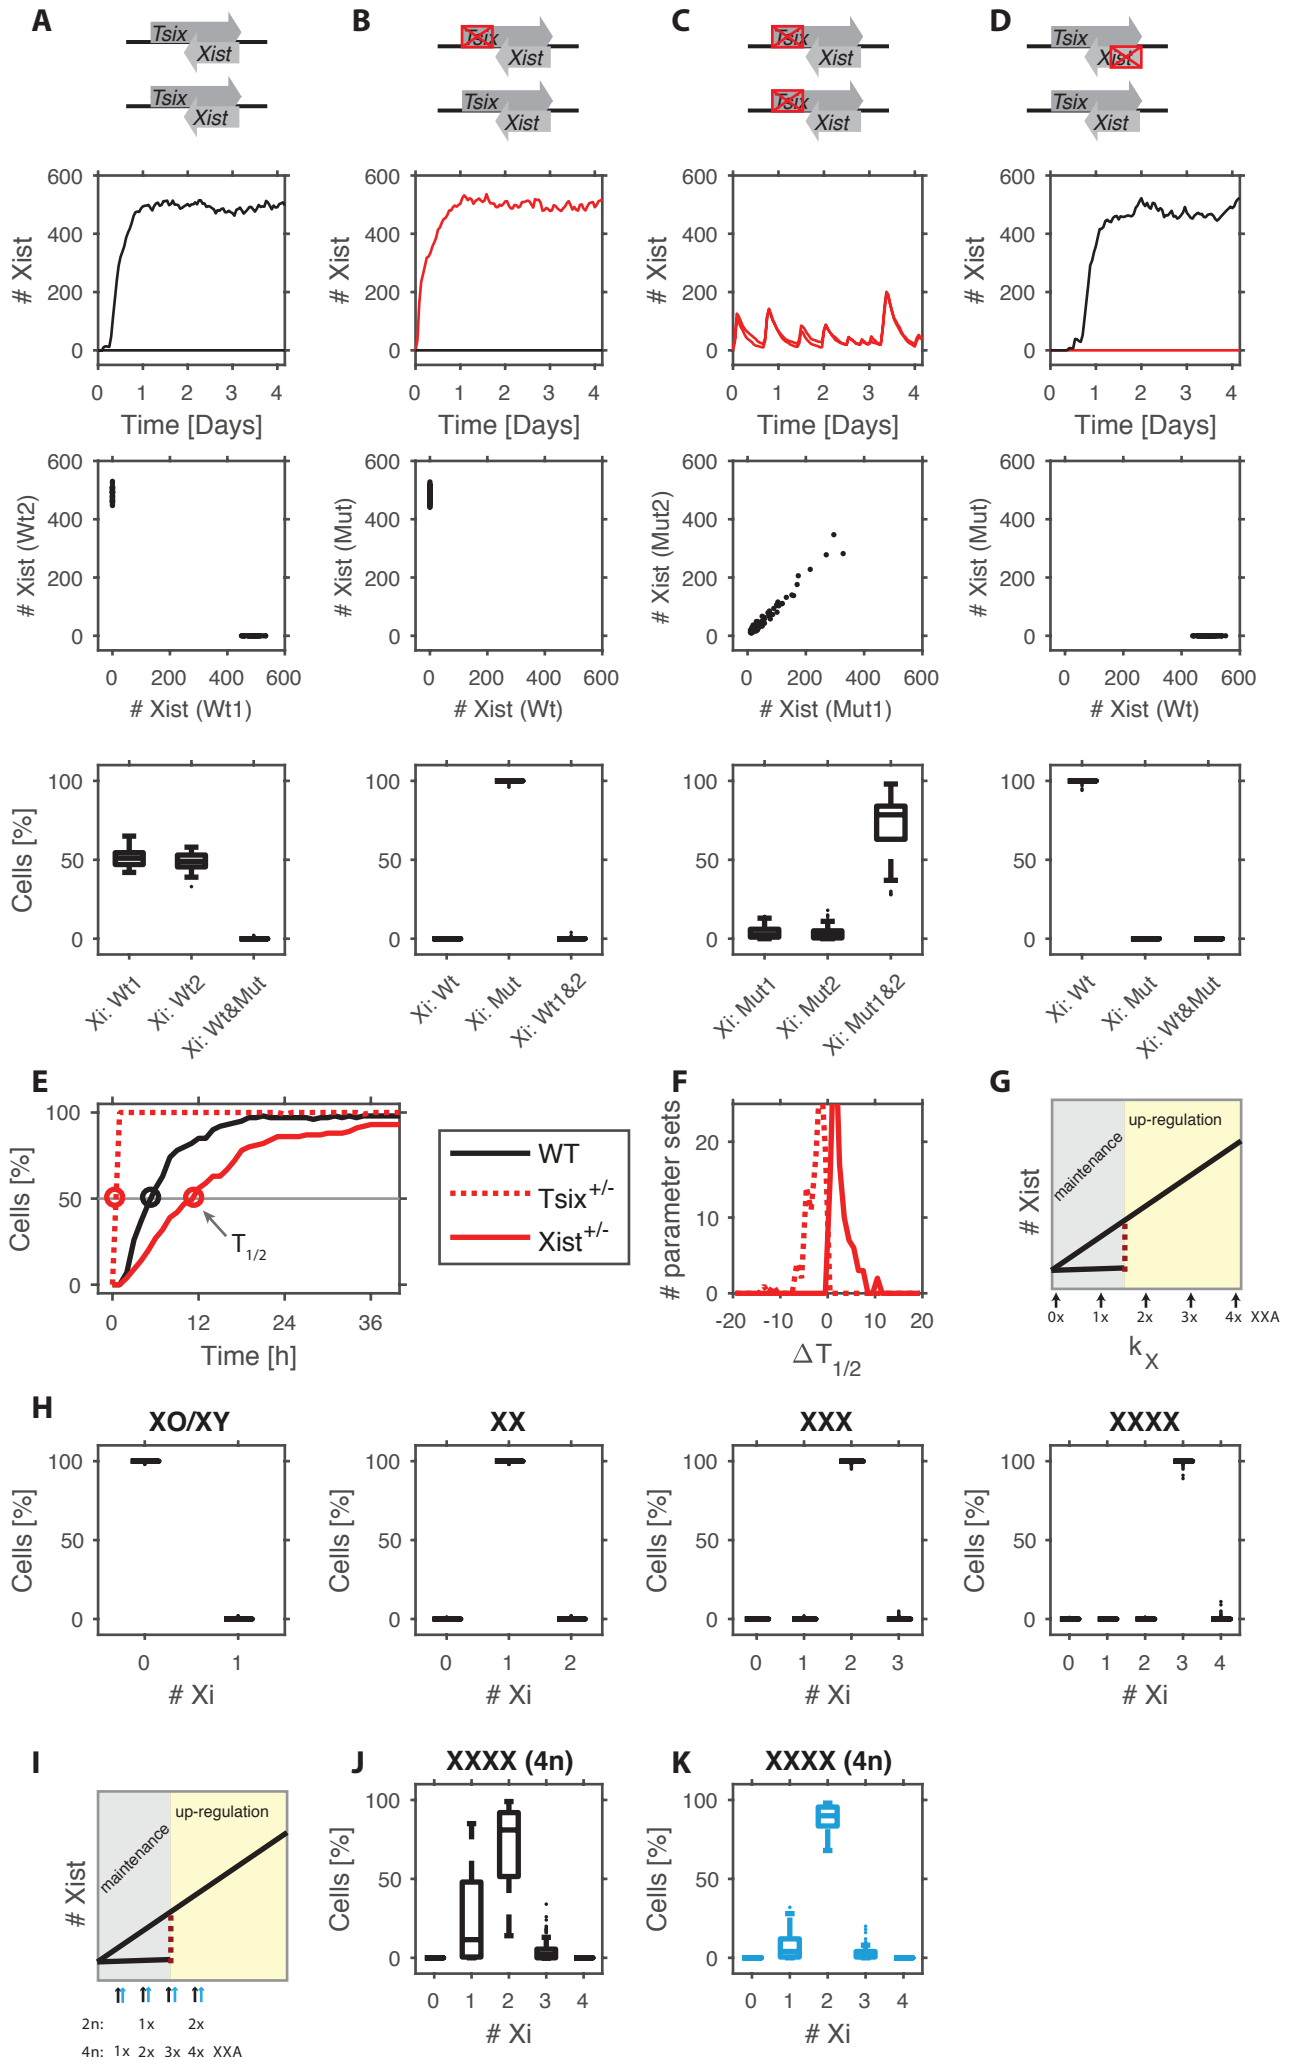 A
B
C
D
Tsix
Xist
Tsix
Xist
Tsix
Xist
Tsix
Xist
Tsix
Xist
Tsix
Xist
Tsix
Xist
Tsix
Xist
600
400
200
0
# Xist
0 1 2 3 4
Time [Days]
600
400
200
0
# Xist
0 1 2 3 4
Time [Days]
600
400
200
0
# Xist
0 1 2 3 4
Time [Days]
600
400
200
0
# Xist
0 1 2 3 4
Time [Days]
600
400
200
0
# Xist (Wt2)
0 200 400 600
# Xist (Wt1)
600
400
200
0
# Xist (Mut)
0 200 400 600
# Xist (Wt)
600
400
200
0
# Xist (Mut2)
0 200 400 600
# Xist (Mut1)
600
400
200
0
# Xist (Mut)
0 200 400 600
# Xist (Wt)
100
50
0
Cells [%]
Xi: Wt1
Xi: Wt2
Xi: Wt&Mut
100
50
0
Xi: Wt
Xi: Mut
Xi: Wt1&2
100
50
0
Xi: Mut1
Xi: Mut2
Xi: Mut1&2
100
50
0
Xi: Wt
Xi: Mut
Xi: Wt&Mut
E
100
50
0
Cells [%]
T1/2
0 12 24 36
Time [h]
WT
Tsix+/-
Xist+/-
F
20
10
0
# parameter sets
-20 -10 0 10 20
ΔT1/2
G
maintenance
up-regulation
# Xist
0x 1x 2x 3x 4x XXA
kX
H
XO/XY
100
50
0
Cells [%]
0 1
# Xi
XX
100
50
0
Cells [%]
0 1 2
# Xi
XXX
100
50
0
Cells [%]
0 1 2 3
# Xi
XXXX
100
50
0
Cells [%]
0 1 2 3 4
# Xi
I
maintenance
up-regulation
# Xist
2n: 1x 2x
4n: 1x 2x 3x 4x XXA
J
XXXX (4n)
100
50
0
Cells [%]
0 1 2 3 4
# Xi
K
XXXX (4n)
100
50
0
Cells [%]
0 1 2 3 4
# Xi